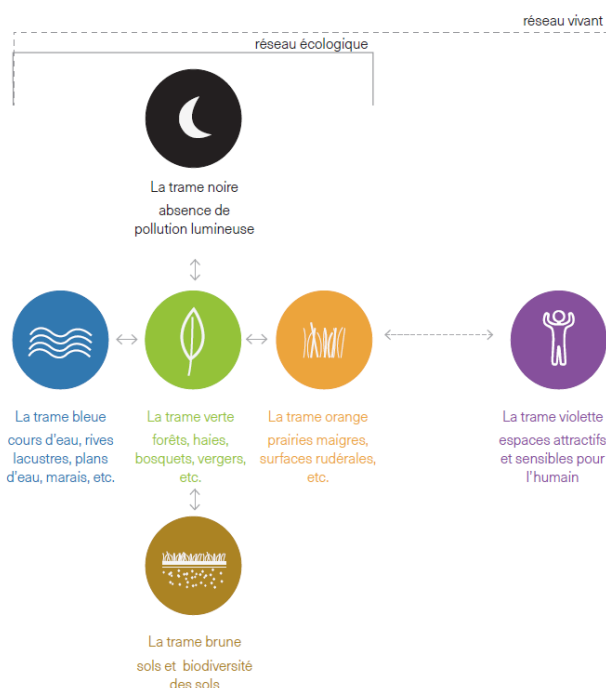 réseau vivant
réseau écologique
La trame noire
absence de
pollution lumineuse
La trame bleue
cours d'eau, rives
lacustres, plans
d'eau, marais, etc.
La trame verte
forêts, haies,
bosquets, vergers,
etc.
La trame orange
prairies maigres,
surfaces rudérales,
etc.
La trame violette
espaces attractifs
et sensibles pour
l'humain
La trame brune
sols et biodiversité
des sols